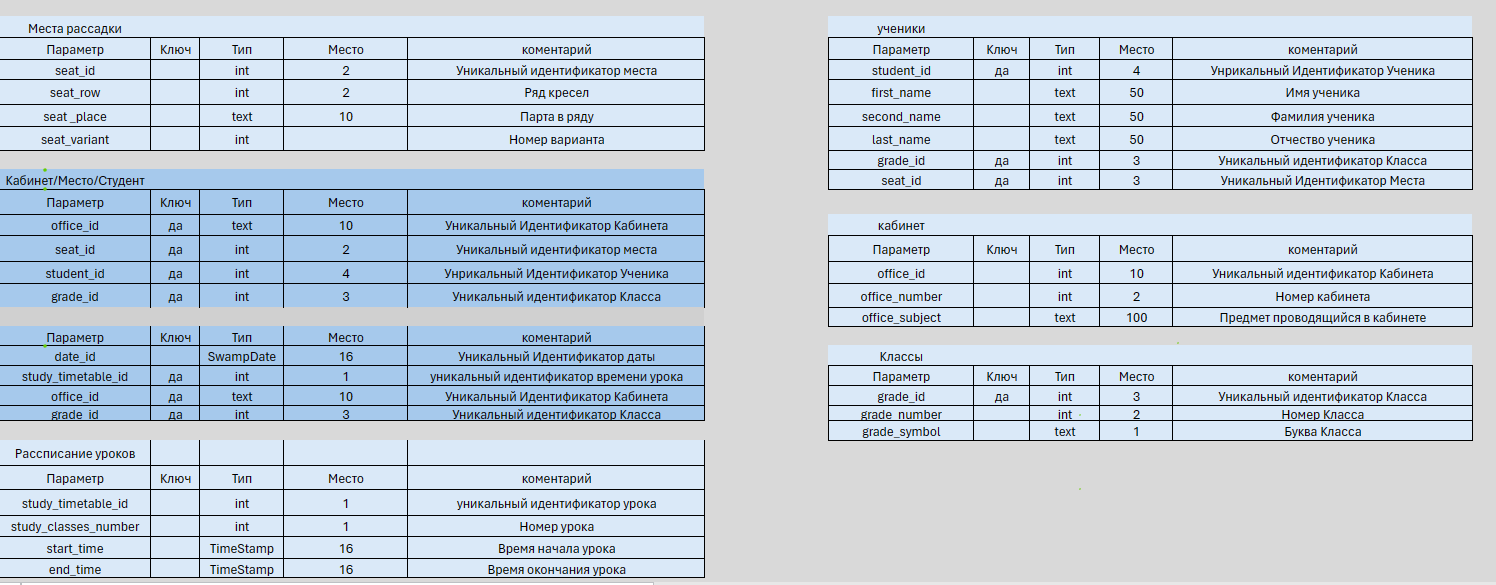 Места рассадки
Параметр Ключ Тип Место коментарий
seat_id int 2 Уникальный идентификатор места
seat_row int 2 Ряд кресел
seat _place text 10 Парта в ряду
seat_variant int Номер варианта
Кабинет/Место/Студент
Параметр Ключ Тип Место коментарий
office_id да text 10 Уникальный Идентификатор Кабинета
seat_id да int 2 Уникальный идентификатор места
student_id да int 4 Унрикальный Идентификатор Ученика
grade_id да int 3 Уникальный идентификатор Класса
Параметр Ключ Тип Место коментарий
date_id SwampDate 16 Уникальный Идентификатор даты
study_timetable_id да int 1 уникальный идентификатор времени урока
office_id да text 10 Уникальный Идентификатор Кабинета
grade_id да int 3 Уникальный идентификатор Класса
Рассписание уроков
Параметр Ключ Тип Место коментарий
study_timetable_id int 1 уникальный идентификатор урока
study_classes_number int 1 Номер урока
start_time TimeStamp 16 Время начала урока
end_time TimeStamp 16 Время окончания урока
ученики
Параметр Ключ Тип Место коментарий
student_id да int 4 Унрикальный Идентификатор Ученика
first_name text 50 Имя ученика
second_name text 50 Фамилия ученика
last_name text 50 Отчество ученика
grade_id да int 3 Уникальный идентификатор Класса
seat_id да int 3 Уникальный Идентификатор Места
кабинет
Параметр Ключ Тип Место коментарий
office_id int 10 Уникальный идентификатор Кабинета
office_number int 2 Номер кабинета
office_subject text 100 Предмет проводящийся в кабинете
Классы
Параметр Ключ Тип Место коментарий
grade_id да int 3 Уникальный идентификатор Класса
grade_number int 2 Номер Класса
grade_symbol text 1 Буква Класса